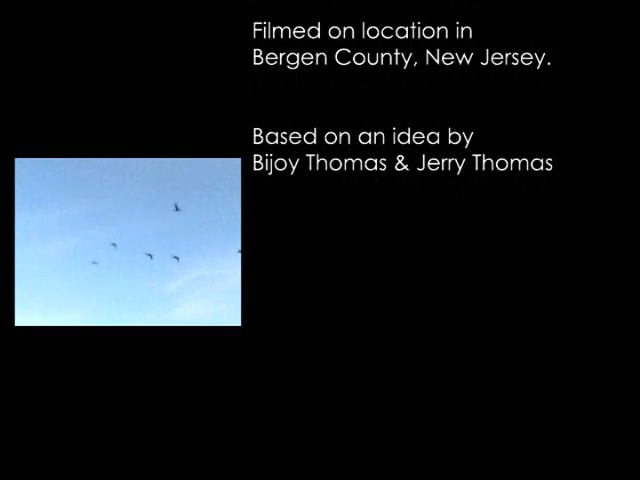 Filmed on location in
Bergen County, New Jersey.
Based on an idea by
Bijoy Thomas & Jerry Thomas